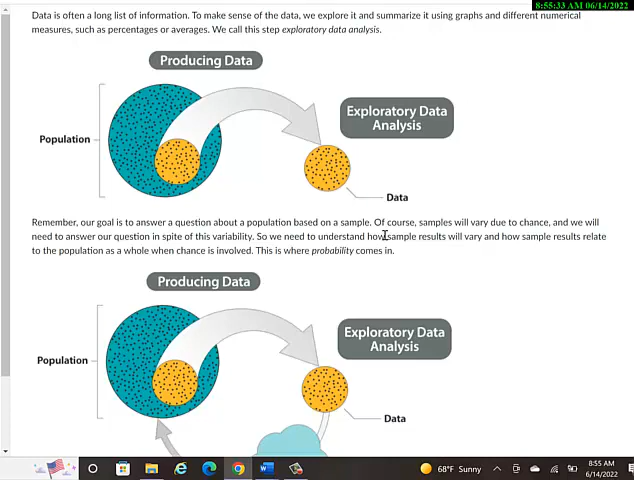 8:55:33 AM 06/14/2022
Data is often a long list of information. To make sense of the data, we explore it and summarize it using graphs and different numerical
measures, such as percentages or averages. We call this step exploratory data analysis.
Producing Data
Exploratory Data
Analysis
Population
Data
Remember, our goal is to answer a question about a population based on a sample. Of course, samples will vary due to chance, and we will
need to answer our question in spite of this variability. So we need to understand how sample results will vary and how sample results relate
to the population as a whole when chance is involved. This is where probability comes in.
Producing Data
Exploratory Data
Analysis
Population
Data
68°F Sunny
8:55 AM
6/14/2022